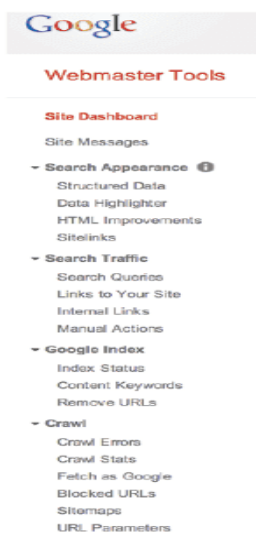 Google
Webmaster Tools
Site Dashboard
Site Messages
Search Appearance i
Structured Data
Data Highlighter
HTML Improvements
Sitelinks
Search Traffic
Search Queries
Links to Your Site
Internal Links
Manual Actions
Google Index
Index Status
Content Keywords
Remove URLs
Crawl
Crawl Errors
Crawl Stats
Fetch as Google
Blocked URLs
Sitemaps
URL Parameters